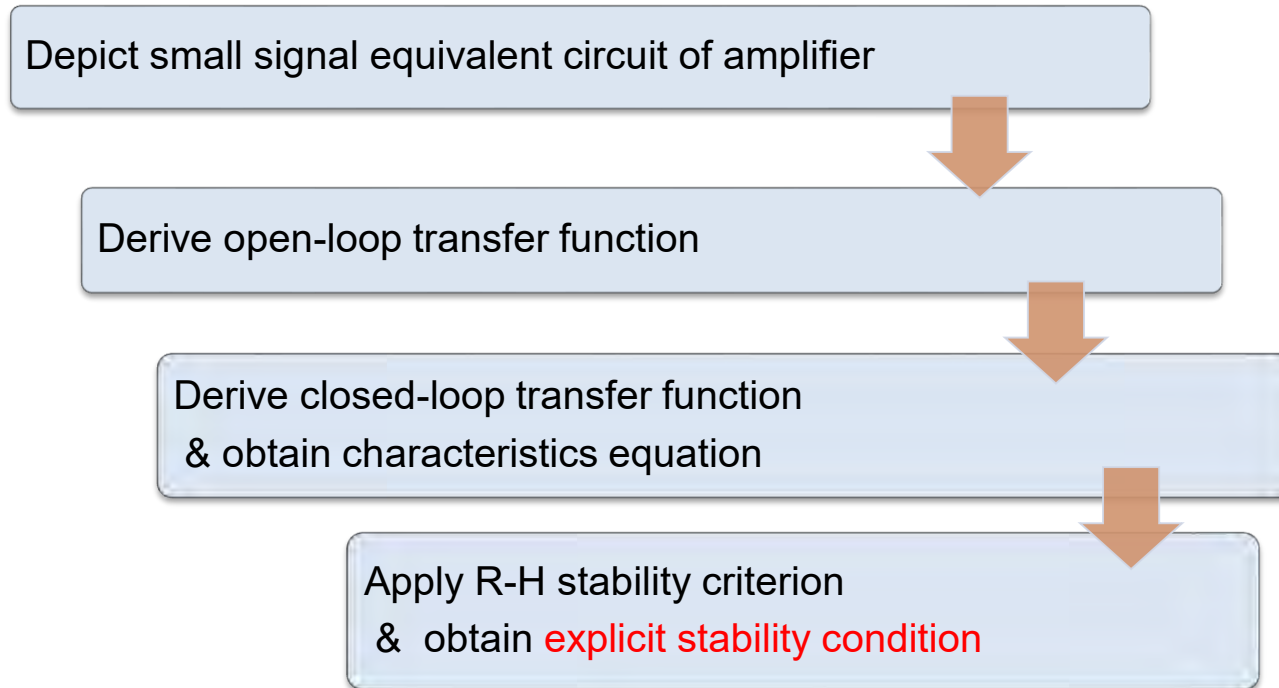 Depict small signal equivalent circuit of amplifier
Derive open-loop transfer function
Derive closed-loop transfer function
& obtain characteristics equation
Apply R-H stability criterion
& obtain explicit stability condition